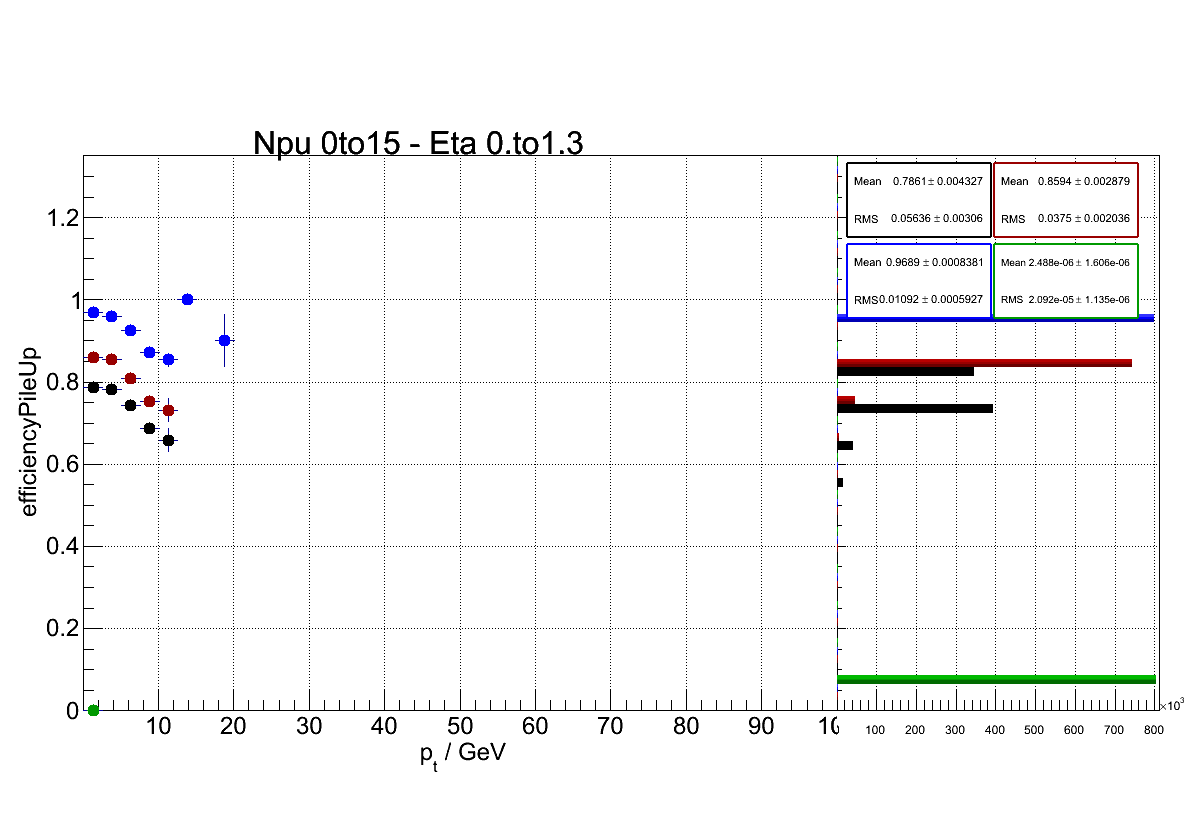 Npu 0to15 - Eta 0.to1.3
Mean 0.7861 ± 0.004327
RMS 0.05636 ± 0.00306
Mean 0.8594 ± 0.002879
RMS 0.0375 ± 0.002036
Mean 0.9689 ± 0.0008381
RMS 0.01092 ± 0.0005927
Mean 2.488e-06 ± 1.606e-06
RMS 2.092e-05 ± 1.135e-06
efficiencyPileUp
1.2
1
0.8
0.6
0.4
0.2
0
10 20 30 40 50 60 70 80 90 10
p_t / GeV
100 200 300 400 500 600 700 800
×10³